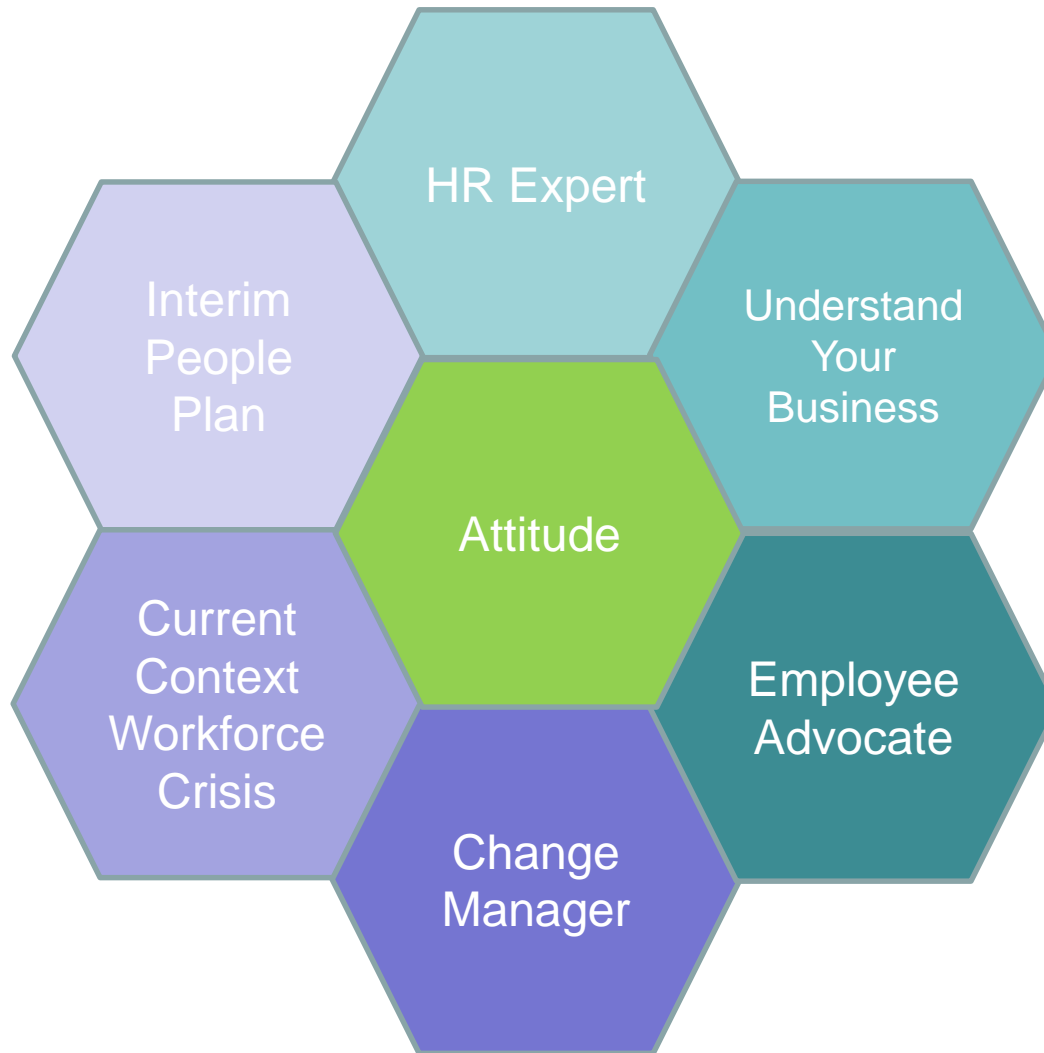 HR Expert
Interim
People
Plan
Understand
Your
Business
Attitude
Current
Context
Workforce
Crisis
Employee
Advocate
Change
Manager